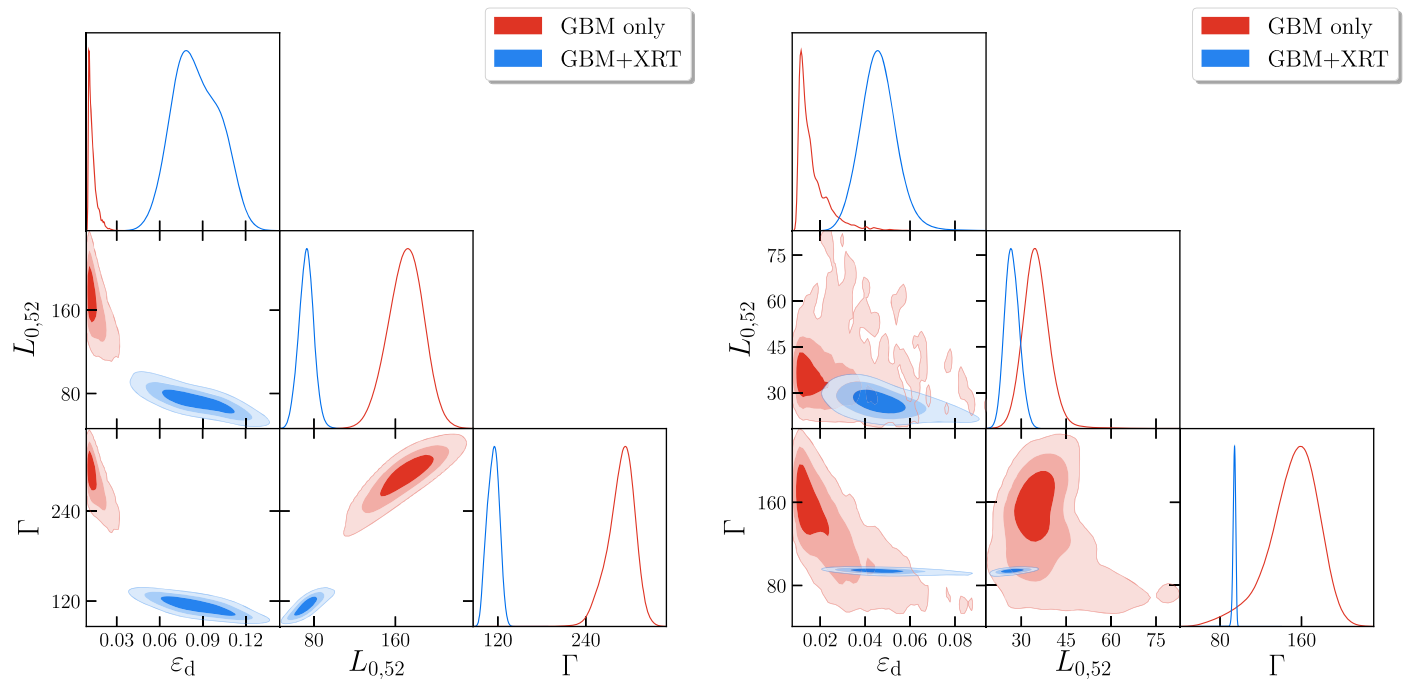 GBM only
GBM+XRT
L0,52
160
80
Γ
240
120
0.03 0.06 0.09 0.12
εd
80 160
L0,52
120 240
Γ
GBM only
GBM+XRT
L0,52
75
60
45
30
Γ
160
80
0.02 0.04 0.06 0.08
εd
30 45 60 75
L0,52
80 160
Γ